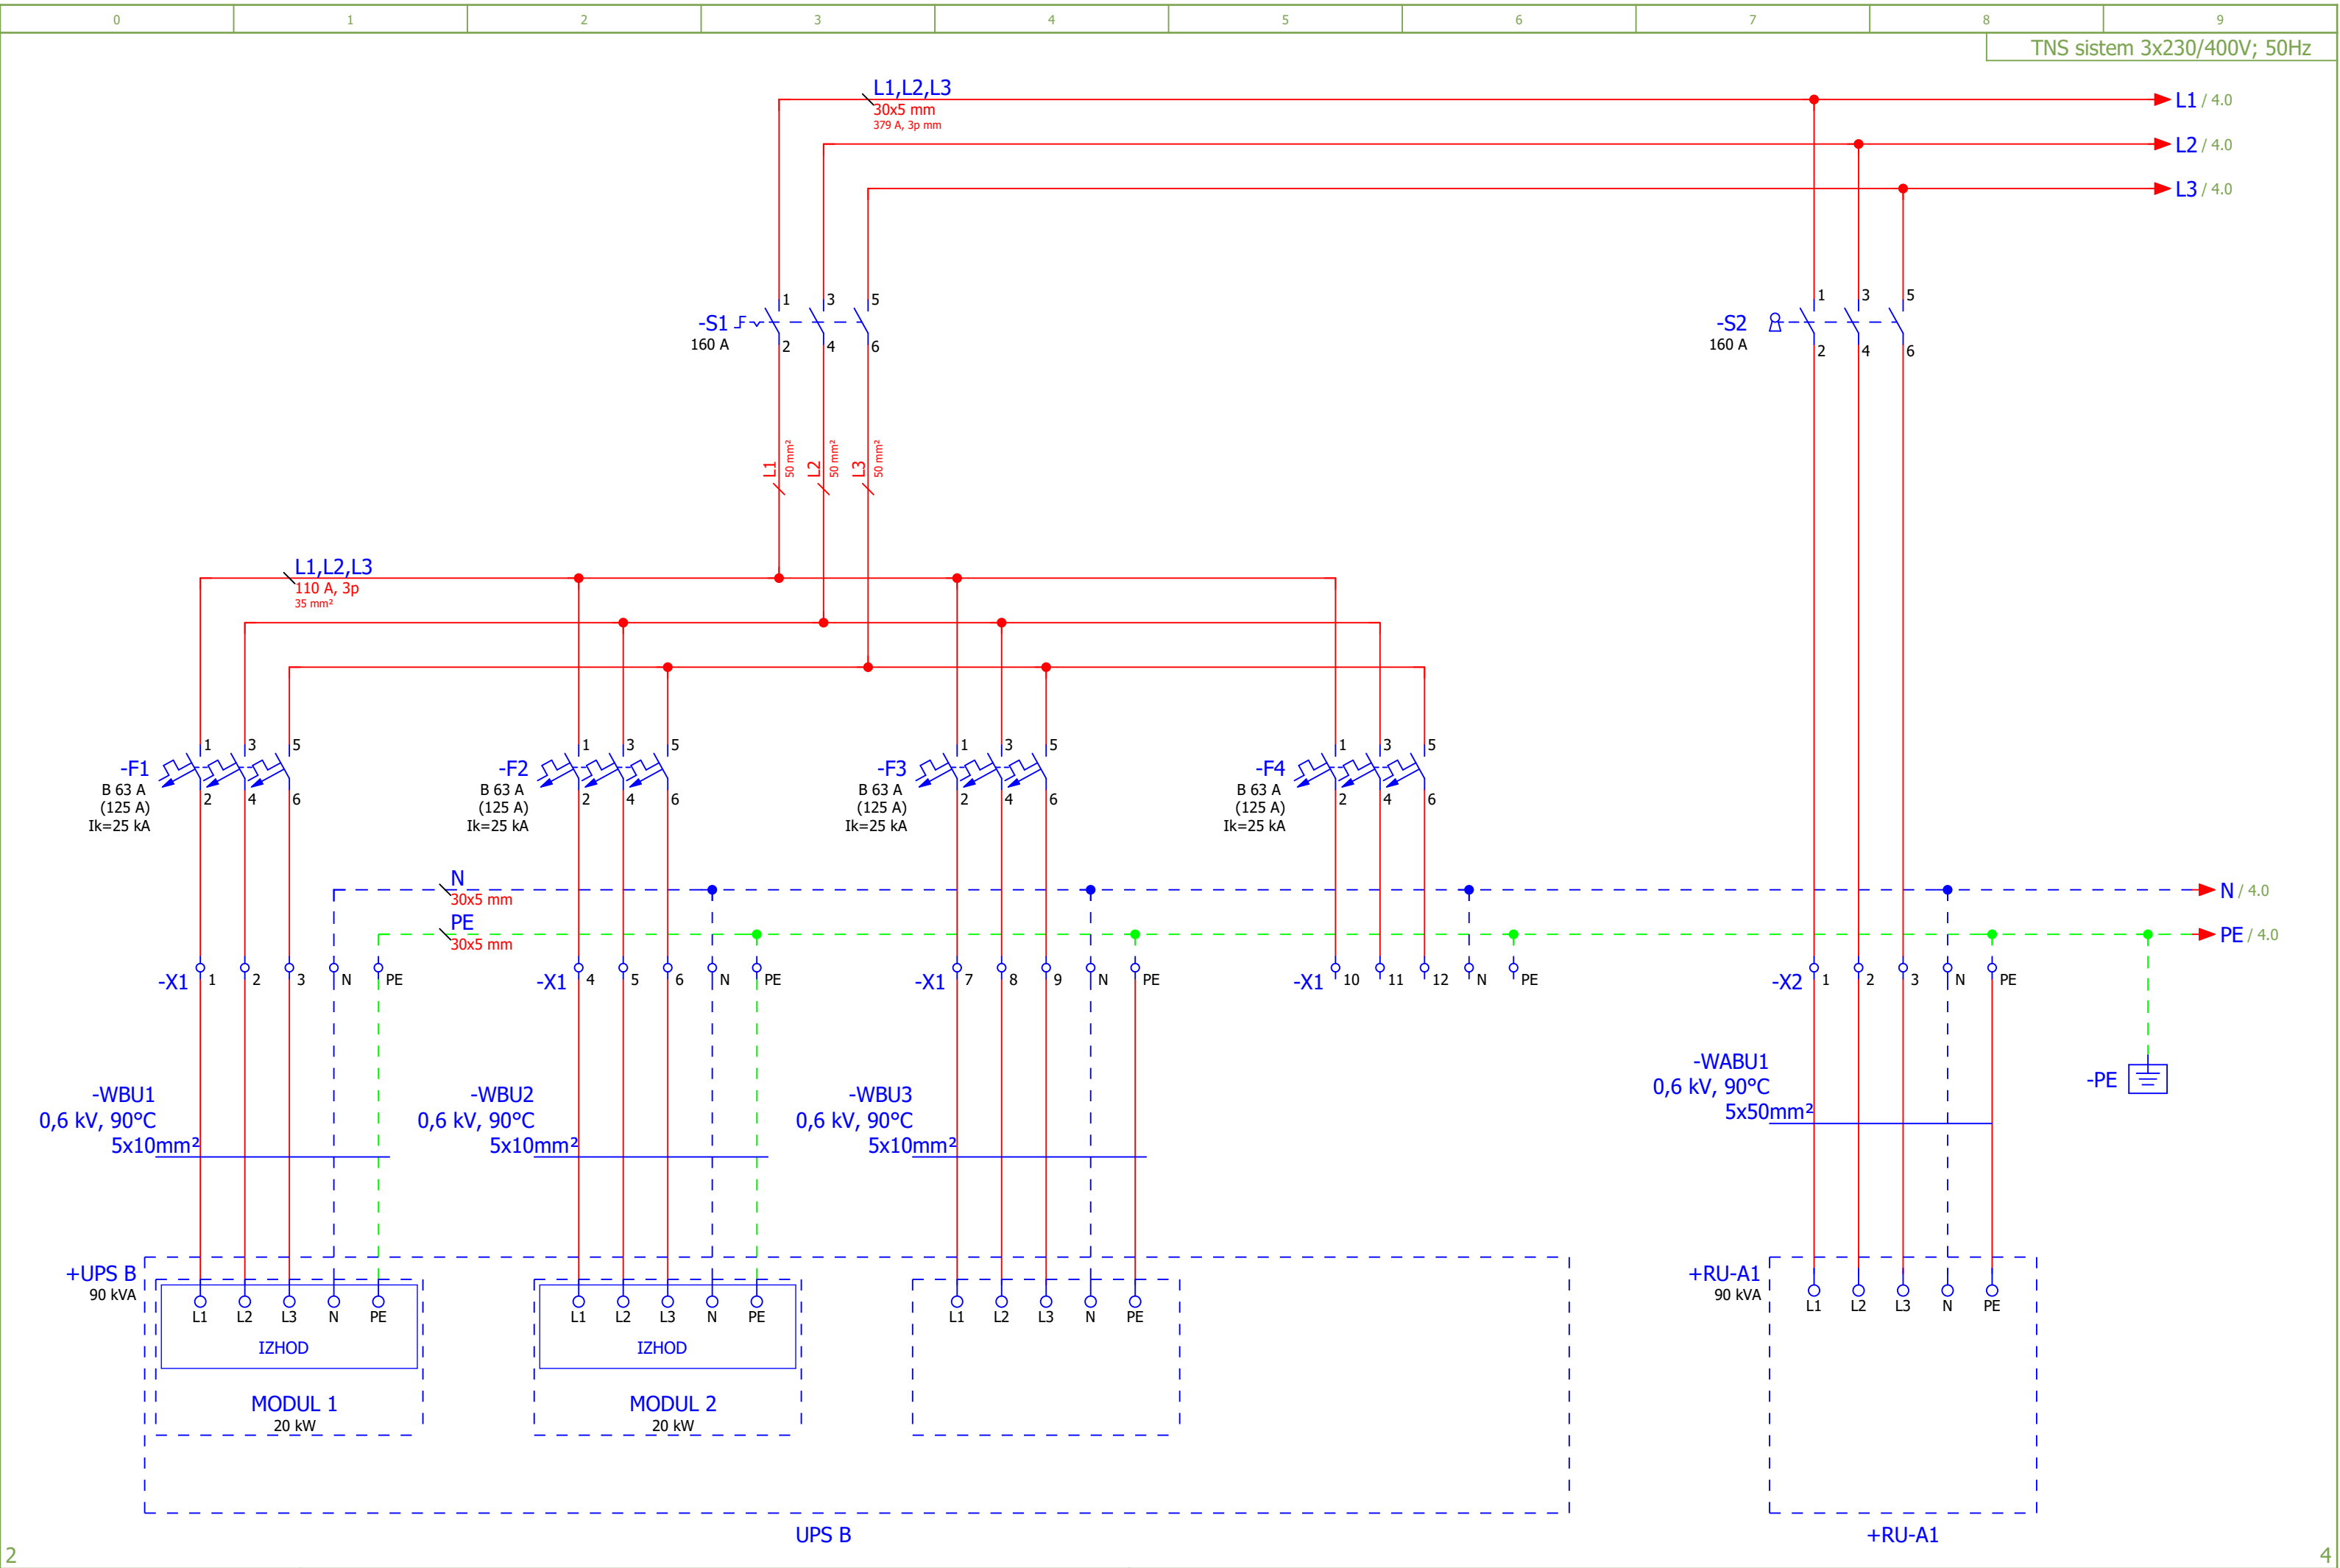 0 1 2 3 4 5 6 7 8 9
TNS sistem 3x230/400V; 50Hz
L1,L2,L3
30x5 mm
379 A, 3p mm
L1 / 4.0
L2 / 4.0
L3 / 4.0
1 3 5
-S1
160 A
2 4 6
1 3 5
-S2
160 A
2 4 6
L1 50 mm²
L2 50 mm²
L3 50 mm²
L1,L2,L3
110 A, 3p
35 mm²
1 3 5
-F1
B 63 A
(125 A)
Ik=25 kA
2 4 6
1 3 5
-F2
B 63 A
(125 A)
Ik=25 kA
2 4 6
1 3 5
-F3
B 63 A
(125 A)
Ik=25 kA
2 4 6
1 3 5
-F4
B 63 A
(125 A)
Ik=25 kA
2 4 6
N
30x5 mm
N / 4.0
PE
30x5 mm
PE / 4.0
-X1 1 2 3 N PE
-X1 4 5 6 N PE
-X1 7 8 9 N PE
-X1 10 11 12 N PE
-X2 1 2 3 N PE
-WBU1
0,6 kV, 90°C
5x10mm²
-WBU2
0,6 kV, 90°C
5x10mm²
-WBU3
0,6 kV, 90°C
5x10mm²
-WABU1
0,6 kV, 90°C
5x50mm²
-PE
+UPS B
90 kVA
L1 L2 L3 N PE
IZHOD
MODUL 1
20 kW
L1 L2 L3 N PE
IZHOD
MODUL 2
20 kW
L1 L2 L3 N PE
+RU-A1
90 kVA
L1 L2 L3 N PE
UPS B
+RU-A1
2
4